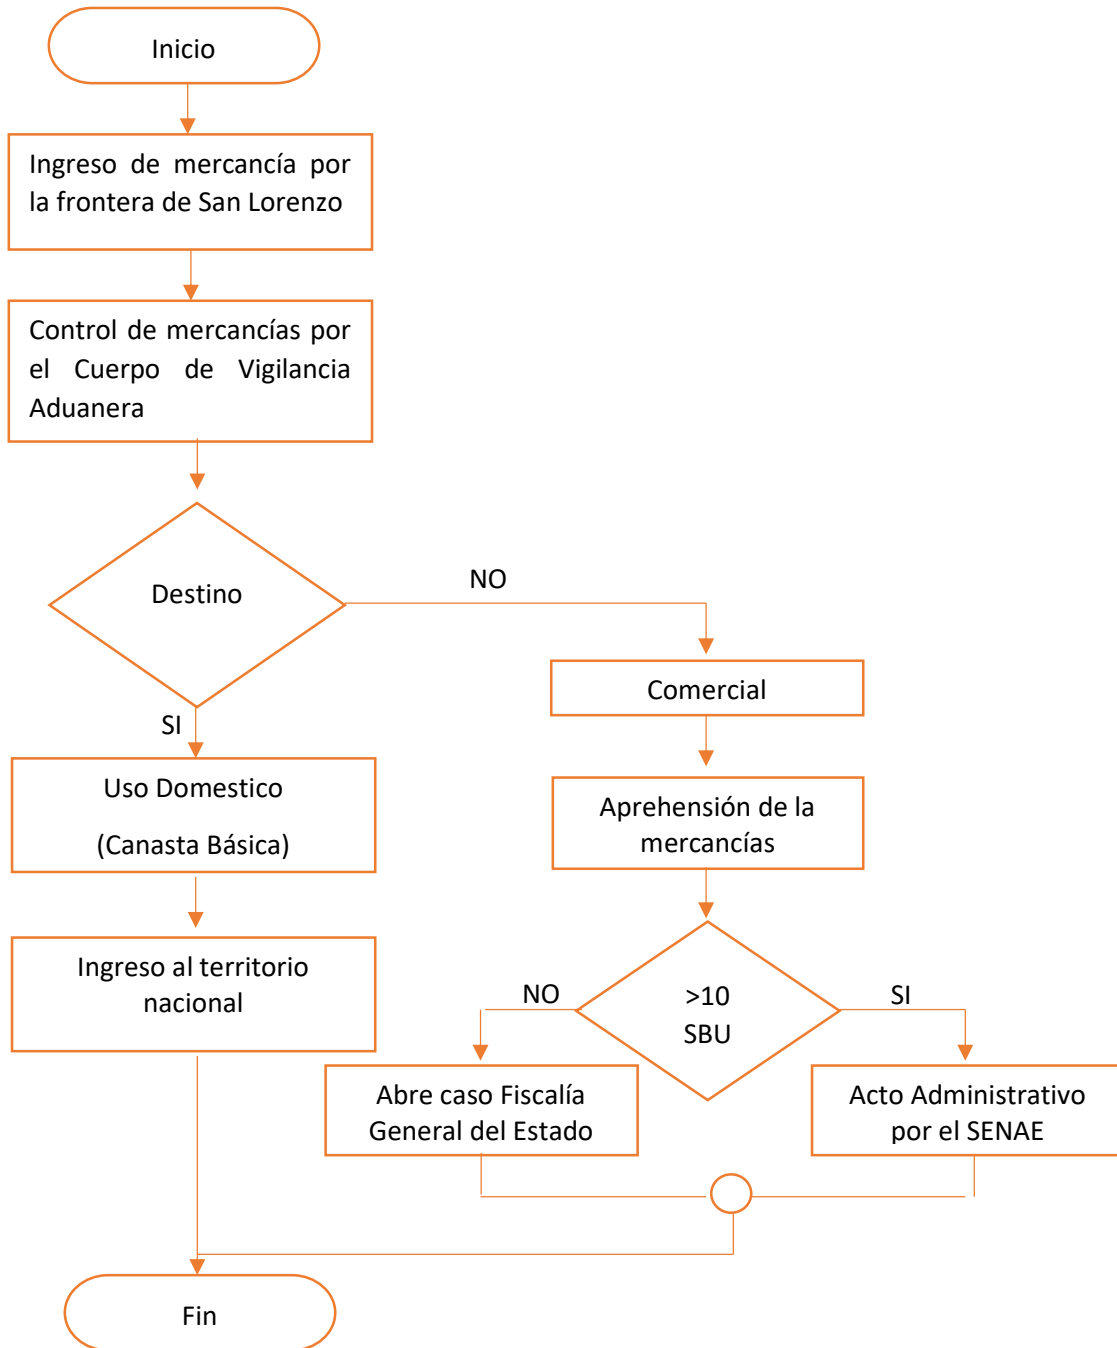 Inicio
Ingreso de mercancía por
la frontera de San Lorenzo
Control de mercancías por
el Cuerpo de Vigilancia
Aduanera
Destino
NO
SI
Comercial
Uso Domestico
(Canasta Básica)
Aprehensión de la
mercancías
Ingreso al territorio
nacional
NO
>10
SBU
SI
Abre caso Fiscalía
General del Estado
Acto Administrativo
por el SENAE
Fin